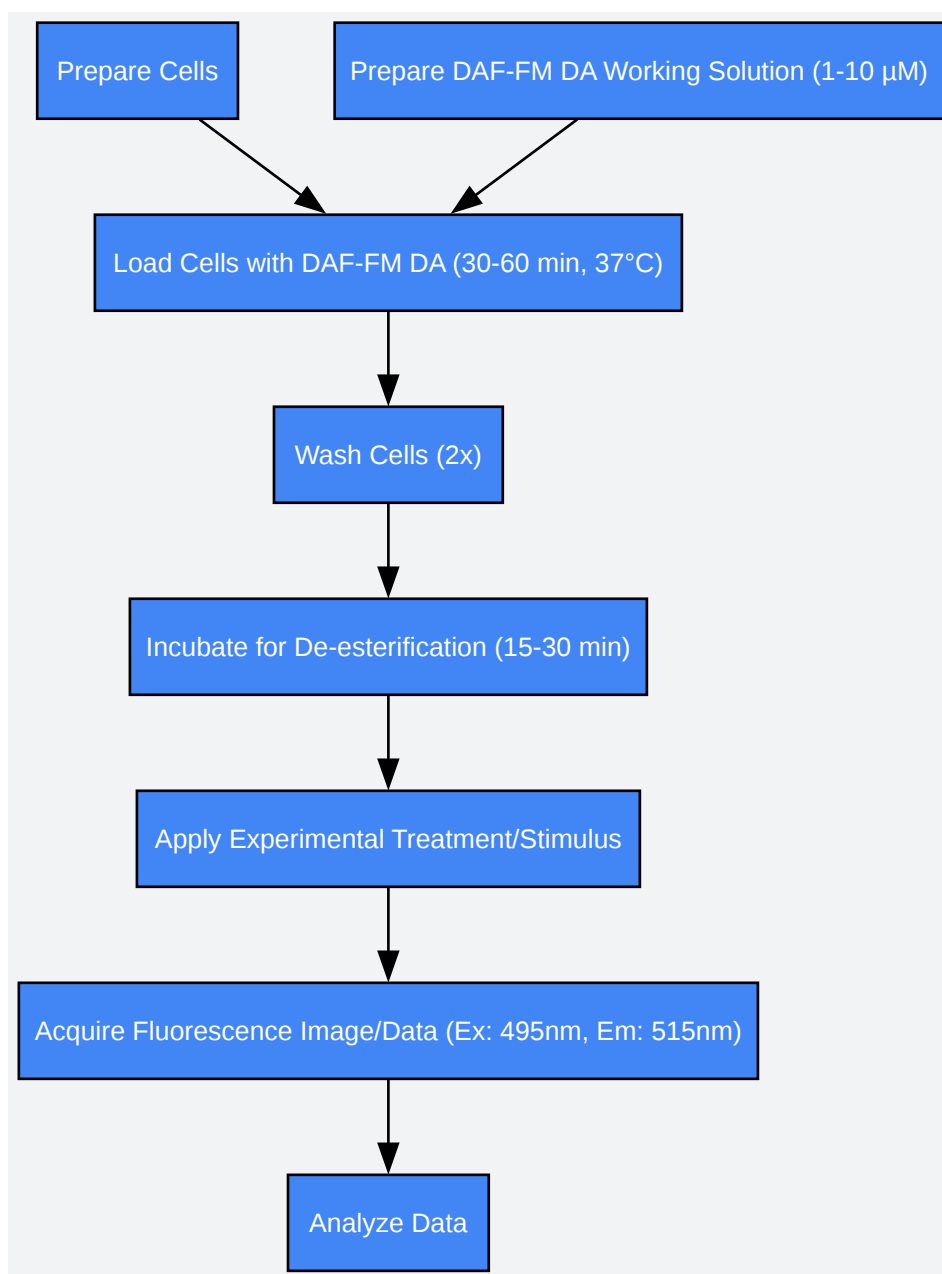 Prepare Cells
Prepare DAF-FM DA Working Solution (1-10 µM)
Load Cells with DAF-FM DA (30-60 min, 37°C)
Wash Cells (2x)
Incubate for De-esterification (15-30 min)
Apply Experimental Treatment/Stimulus
Acquire Fluorescence Image/Data (Ex: 495nm, Em: 515nm)
Analyze Data